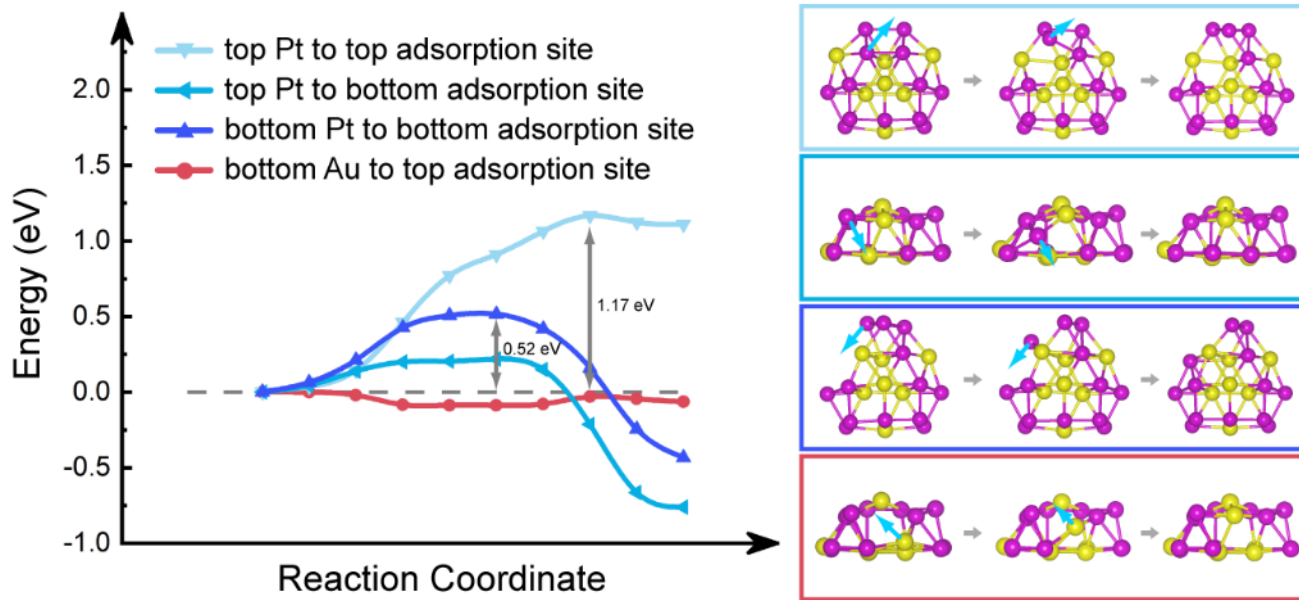 top Pt to top adsorption site
top Pt to bottom adsorption site
bottom Pt to bottom adsorption site
bottom Au to top adsorption site
Energy (eV)
2.0
1.5
1.0
0.5
0.0
-0.5
-1.0
1.17 eV
0.52 eV
Reaction Coordinate